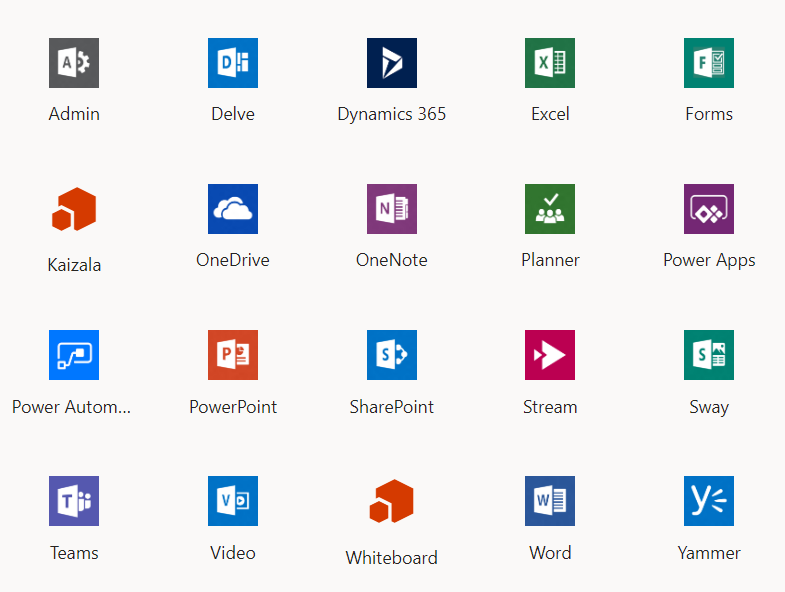 Admin Delve Dynamics 365 Excel Forms
Kaizala OneDrive OneNote Planner Power Apps
Power Autom... PowerPoint SharePoint Stream Sway
Teams Video Whiteboard Word Yammer